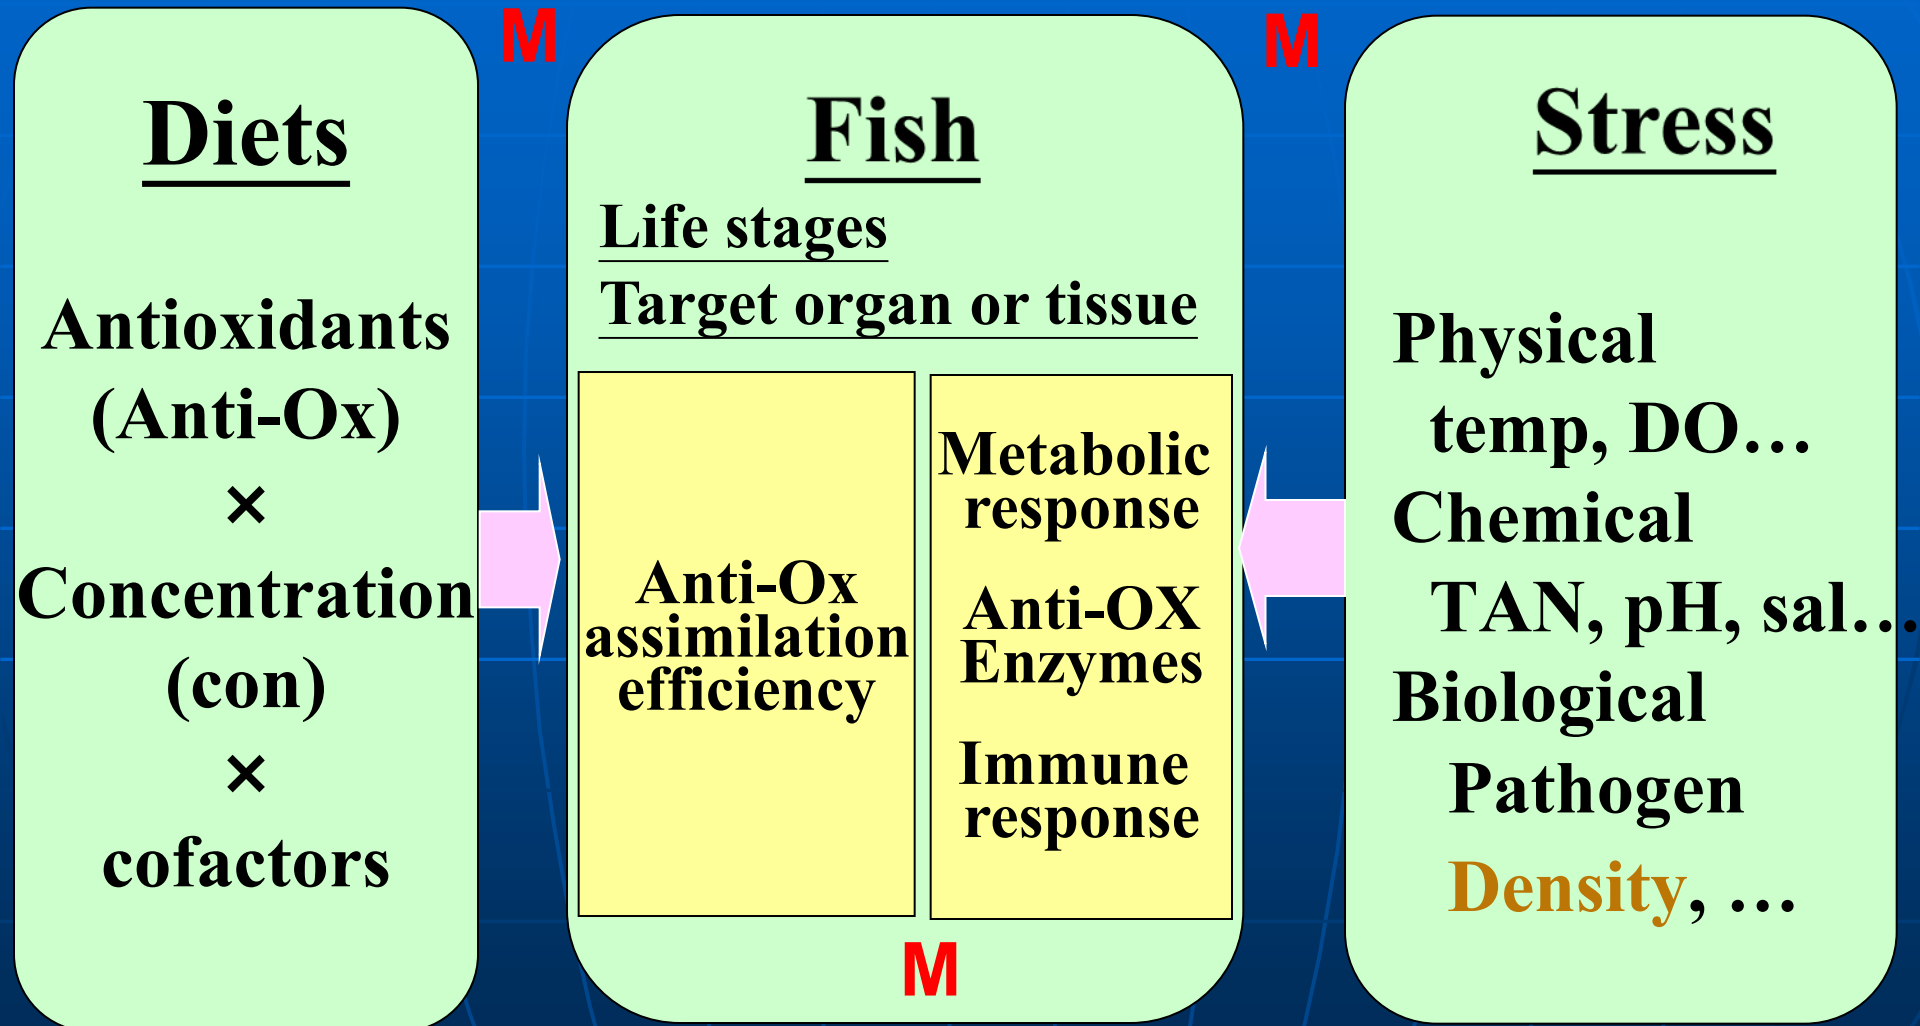 M
M
Diets
Antioxidants
(Anti-Ox)
×
Concentration
(con)
×
cofactors
Fish
Life stages
Target organ or tissue
Anti-Ox
assimilation
efficiency
Metabolic
response
Anti-OX
Enzymes
Immune
response
M
Stress
Physical
temp, DO…
Chemical
TAN, pH, sal…
Biological
Pathogen
Density, …